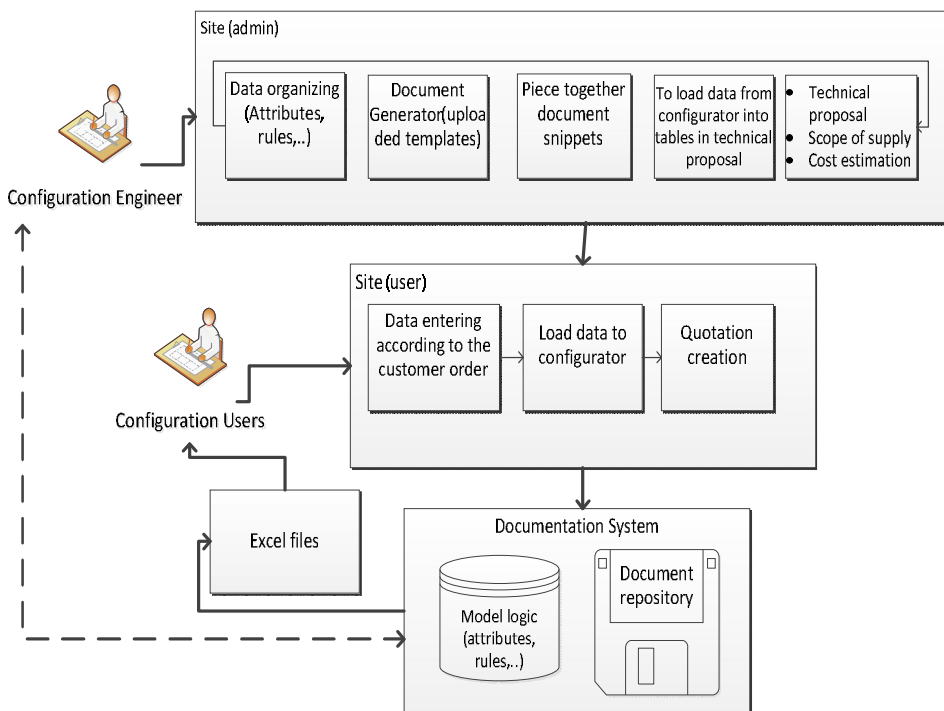 Site (admin)
Data organizing
(Attributes,
rules,..)
Document
Generator(uploa
ded templates)
Piece together
document
snippets
To load data from
configurator into
tables in technical
proposal
• Technical
proposal
• Scope of supply
• Cost estimation
Configuration Engineer
Site (user)
Data entering
according to the
customer order
Load data to
configurator
Quotation
creation
Configuration Users
Excel files
Documentation System
Model logic
(attributes,
rules,..)
Document
repository